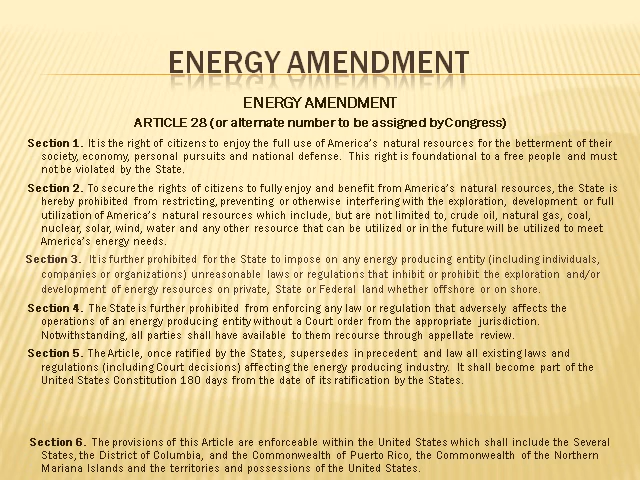 ENERGY AMENDMENT
ENERGY AMENDMENT
ARTICLE 28 (or alternate number to be assigned by Congress)
Section 1. It is the right of citizens to enjoy the full use of America's natural resources for the betterment of their
society, economy, personal pursuits and national defense. This right is foundational to a free people and must
not be violated by the State.
Section 2. To secure the rights of citizens to fully enjoy and benefit from America's natural resources, the State is
hereby prohibited from restricting, preventing or otherwise interfering with the exploration, development or full
utilization of America's natural resources which include, but are not limited to, crude oil, natural gas, coal,
nuclear, solar, wind, water and any other resource that can be utilized or in the future will be utilized to meet
America's energy needs.
Section 3. It is further prohibited for the State to impose on any energy producing entity (including individuals,
companies or organizations) unreasonable laws or regulations that inhibit or prohibit the exploration and/or
development of energy resources on private, State or Federal land whether offshore or on shore.
Section 4. The State is further prohibited from enforcing any law or regulation that adversely affects the
operations of an energy producing entity without a Court order from the appropriate jurisdiction.
Notwithstanding, all parties shall have available to them recourse through appellate review.
Section 5. The Article, once ratified by the States, supersedes in precedent and law all existing laws and
regulations (including Court decisions) affecting the energy producing industry. It shall become part of the
United States Constitution 180 days from the date of its ratification by the States.
Section 6. The provisions of this Article are enforceable within the United States which shall include the Several
States, the District of Columbia, and the Commonwealth of Puerto Rico, the Commonwealth of the Northern
Mariana Islands and the territories and possessions of the United States.